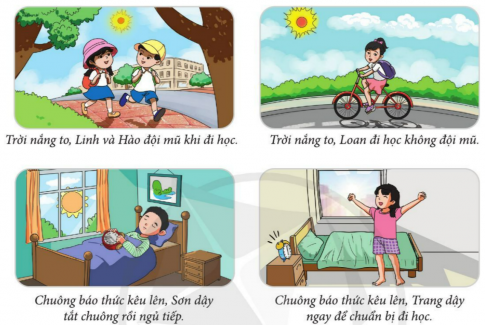 Trời nắng to, Linh và Hào đội mũ khi đi học.
Trời nắng to, Loan đi học không đội mũ.
Chuông báo thức kêu lên, Sơn dậy
tắt chuông rồi ngủ tiếp.
Chuông báo thức kêu lên, Trang dậy
ngay để chuẩn bị đi học.